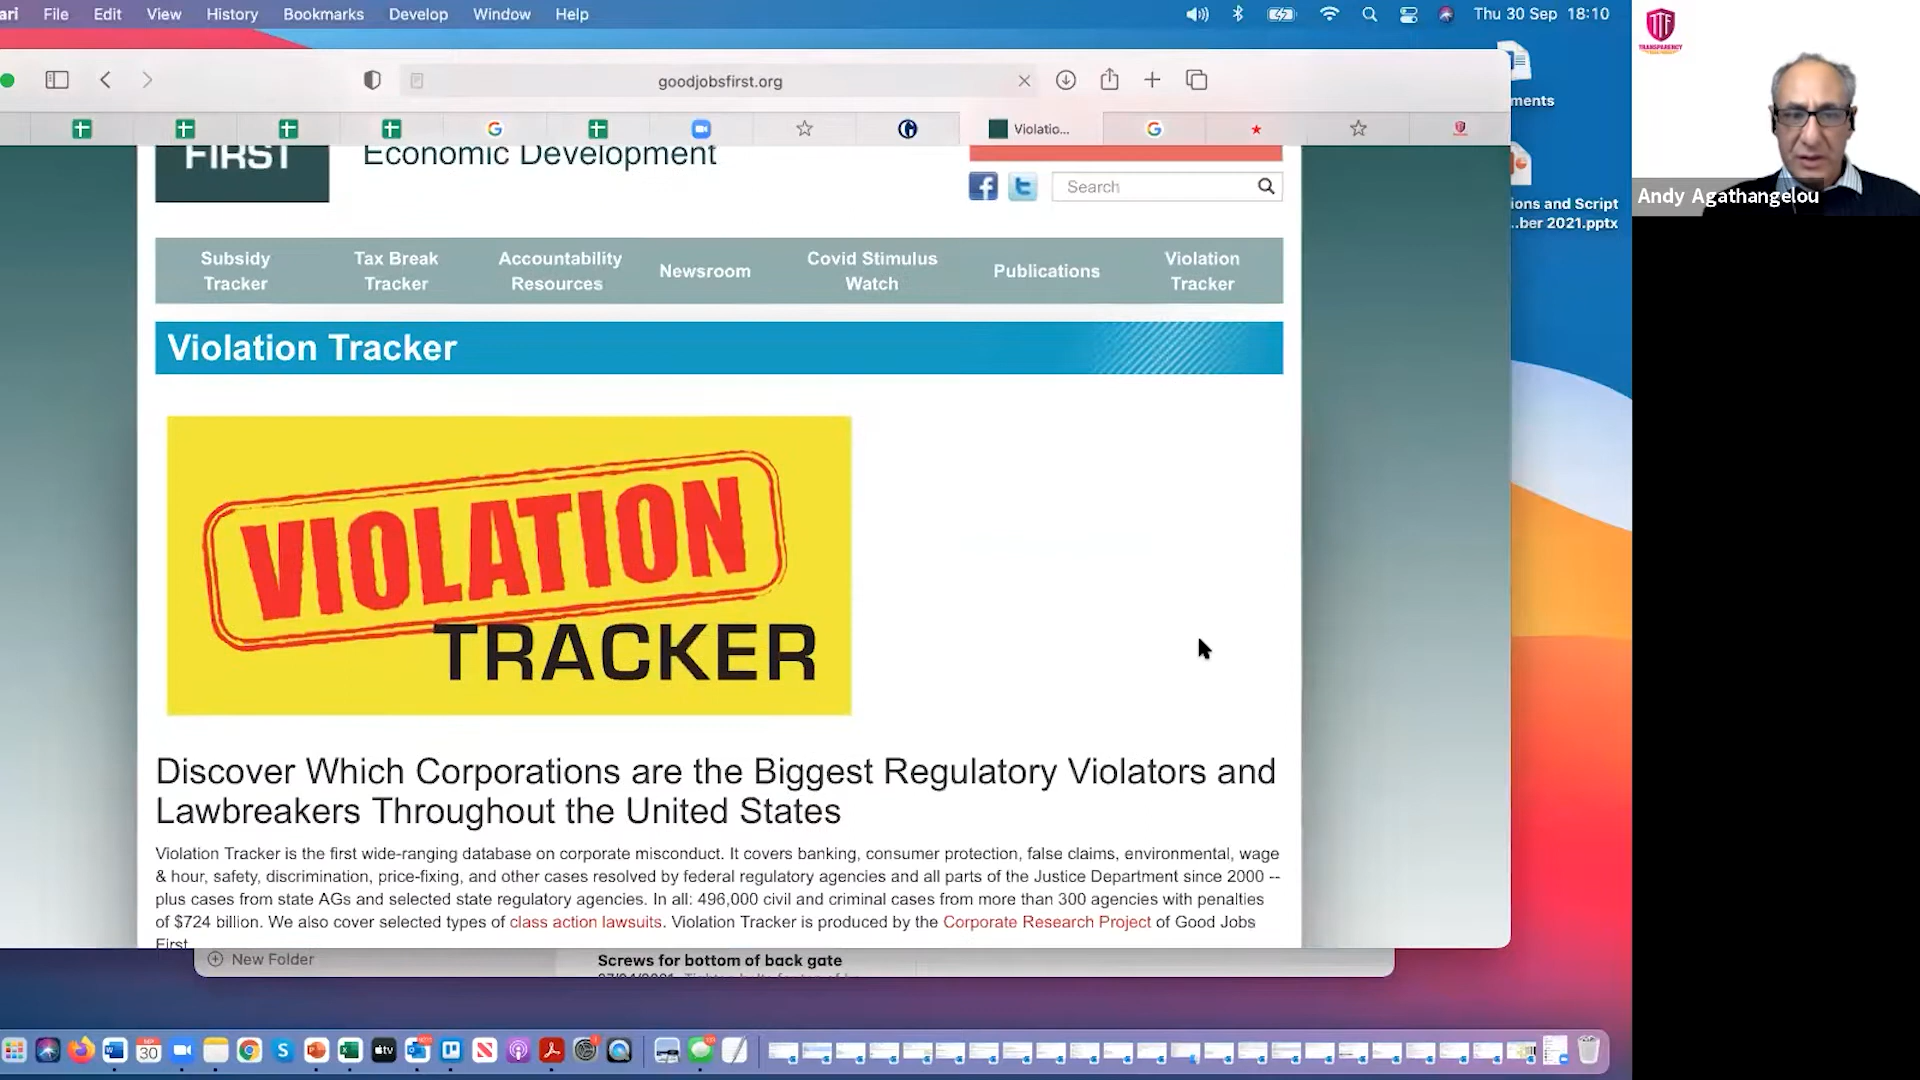 ari File Edit View History Bookmarks Develop Window Help Thu 30 Sep 18:10
goodjobsfirst.org
Violatio...
FIRST
Economic Development
Search
Subsidy Tracker
Tax Break Tracker
Accountability Resources
Newsroom
Covid Stimulus Watch
Publications
Violation Tracker
Violation Tracker
VIOLATION
TRACKER
Discover Which Corporations are the Biggest Regulatory Violators and
Lawbreakers Throughout the United States
Violation Tracker is the first wide-ranging database on corporate misconduct. It covers banking, consumer protection, false claims, environmental, wage
& hour, safety, discrimination, price-fixing, and other cases resolved by federal regulatory agencies and all parts of the Justice Department since 2000 --
plus cases from state AGs and selected state regulatory agencies. In all: 496,000 civil and criminal cases from more than 300 agencies with penalties
of $724 billion. We also cover selected types of class action lawsuits. Violation Tracker is produced by the Corporate Research Project of Good Jobs
First
New Folder
Screws for bottom of back gate
ments
ions and Script
...ber 2021.pptx
TTF
TRANSPARENCY
Andy Agathangelou
30
tv